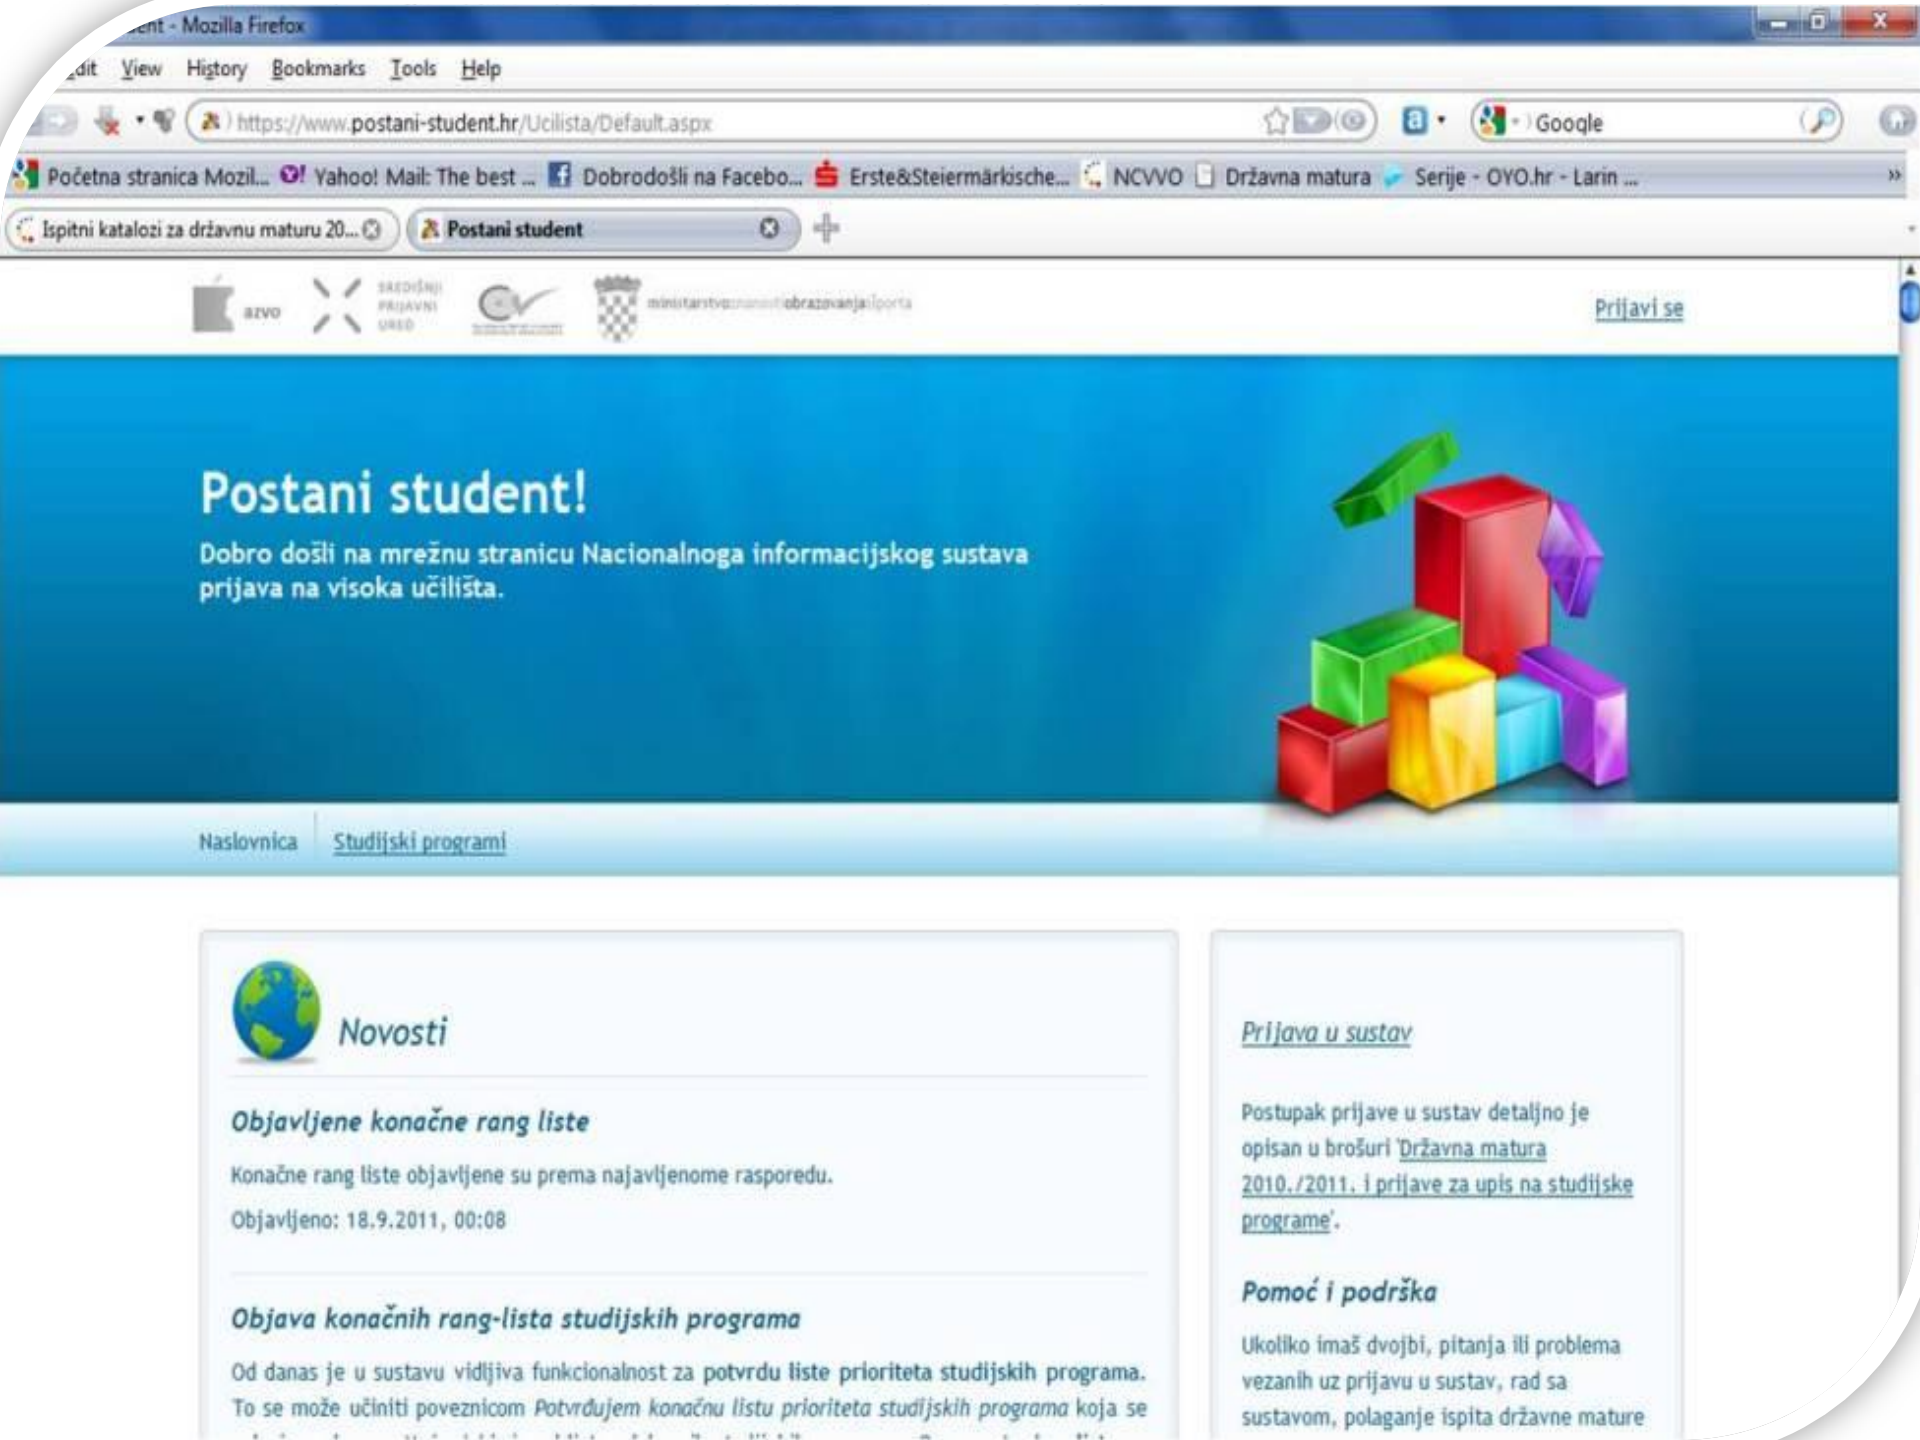 - Mozilla Firefox
View History Bookmarks Tools Help
https://www.postani-student.hr/Ucilista/Default.aspx
Google
Početna stranica Mozil... Yahoo! Mail: The best ... Dobrodošli na Facebo... Erste&Steiermärkische... NCVVO Državna matura Serije - OYO.hr - Larin ... »
Ispitni katalozi za državnu maturu 20... Postani student
azvo
SREDIŠNJI
PRIJAVNI
URED
ministarstvoznanostiobrazovanjaišporta
Prijavi se
Postani student!
Dobro došli na mrežnu stranicu Nacionalnoga informacijskog sustava
prijava na visoka učilišta.
Naslovnica Studijski programi
Novosti
Objavljene konačne rang liste
Konačne rang liste objavljene su prema najavljenome rasporedu.
Objavljeno: 18.9.2011, 00:08
Objava konačnih rang-lista studijskih programa
Od danas je u sustavu vidljiva funkcionalnost za potvrdu liste prioriteta studijskih programa.
To se može učiniti poveznicom Potvrđujem konačnu listu prioriteta studijskih programa koja se
Prijava u sustav
Postupak prijave u sustav detaljno je
opisan u brošuri 'Državna matura
2010./2011. i prijave za upis na studijske
programe'.
Pomoć i podrška
Ukoliko imaš dvojbi, pitanja ili problema
vezanih uz prijavu u sustav, rad sa
sustavom, polaganje ispita državne mature